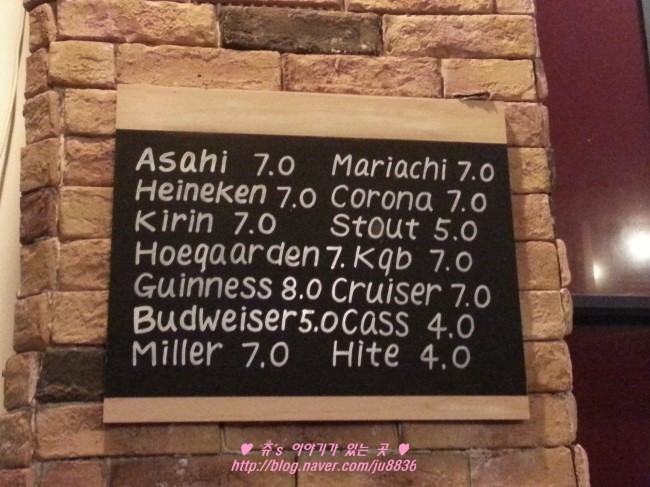 Asahi 7.0 Mariachi 7.0
Heineken 7.0 Corona 7.0
Kirin 7.0 Stout 5.0
Hoegaarden 7. Kgb 7.0
Guinness 8.0 Cruiser 7.0
Budweiser 5.0 Cass 4.0
Miller 7.0 Hite 4.0
♥ 쥬's 이야기가 있는 곳 ♥
http://blog.naver.com/ju8836